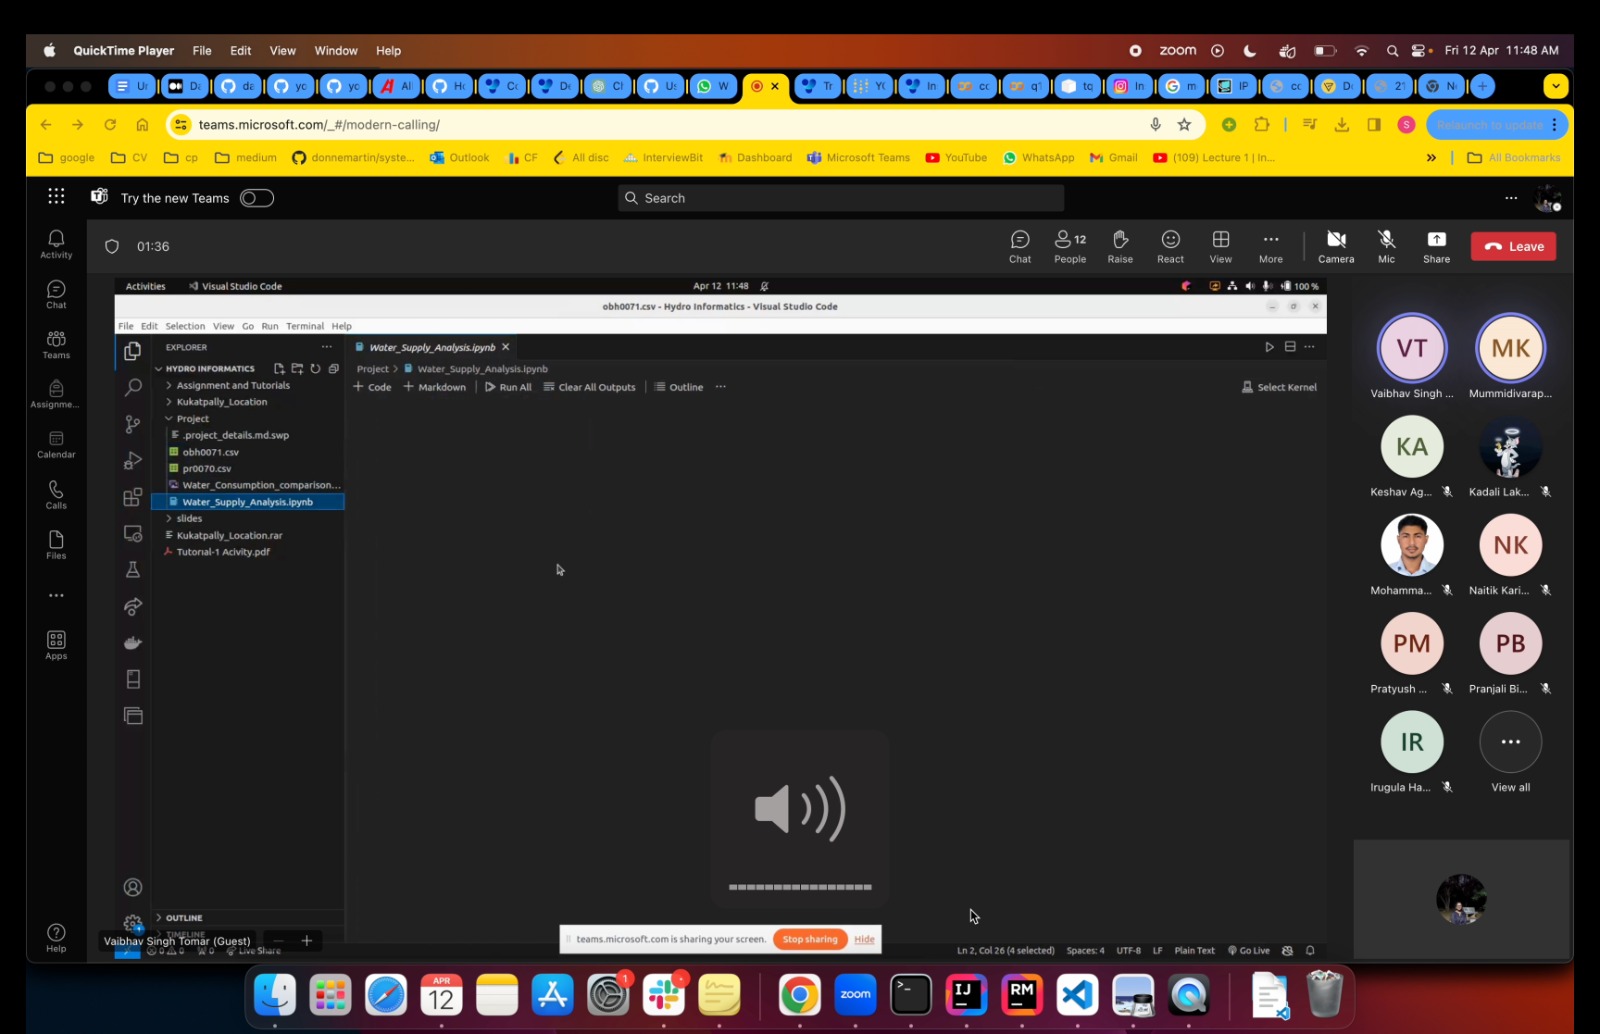 QuickTime Player File Edit View Window Help zoom Fri 12 Apr 11:48 AM
teams.microsoft.com/_#/modern-calling/ Relaunch to update
google CV cp medium donnemartin/syste... Outlook CF All disc InterviewBit Dashboard Microsoft Teams YouTube WhatsApp Gmail (109) Lecture 1 | In... » All Bookmarks
Try the new Teams Search
Activity 01:36 Chat 12 People Raise React View More Camera Mic Share Leave
Activities Visual Studio Code Apr 12 11:48 100 %
obh0071.csv - Hydro Informatics - Visual Studio Code
File Edit Selection View Go Run Terminal Help
EXPLORER Water_Supply_Analysis.ipynb
HYDRO INFORMATICS Project > Water_Supply_Analysis.ipynb
Assignment and Tutorials + Code + Markdown Run All Clear All Outputs Outline ... Select Kernel
Kukatpally_Location
Project
.project_details.md.swp
obh0071.csv
pr0070.csv
Water_Consumption_comparison...
Water_Supply_Analysis.ipynb
slides
Kukatpally_Location.rar
Tutorial-1 Acivity.pdf
Chat
Teams
Assignme...
Calendar
Calls
Files
Apps
Help
VT MK
Vaibhav Singh ... Mummidivarap...
KA
Keshav Ag... Kadali Lak...
NK
Mohamma... Naitik Kari...
PM PB
Pratyush ... Pranjali Bi...
IR
Irugula Ha... View all
OUTLINE
TIMELINE
Vaibhav Singh Tomar (Guest)
Live Share
teams.microsoft.com is sharing your screen. Stop sharing Hide
Ln 2, Col 26 (4 selected) Spaces: 4 UTF-8 LF Plain Text Go Live
APR
12
1
zoom
IJ
RM